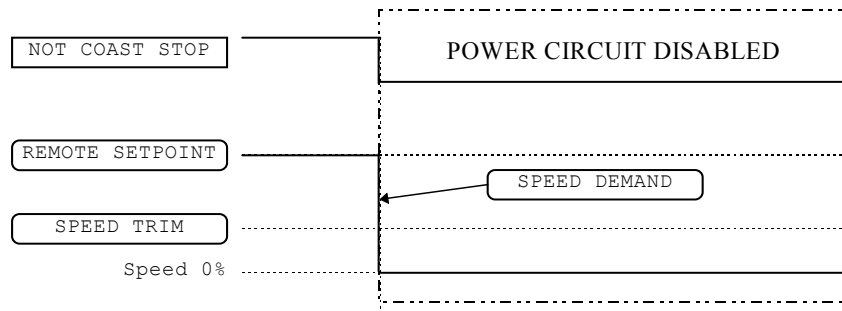 NOT COAST STOP
POWER CIRCUIT DISABLED
REMOTE SETPOINT
SPEED DEMAND
SPEED TRIM
Speed 0%